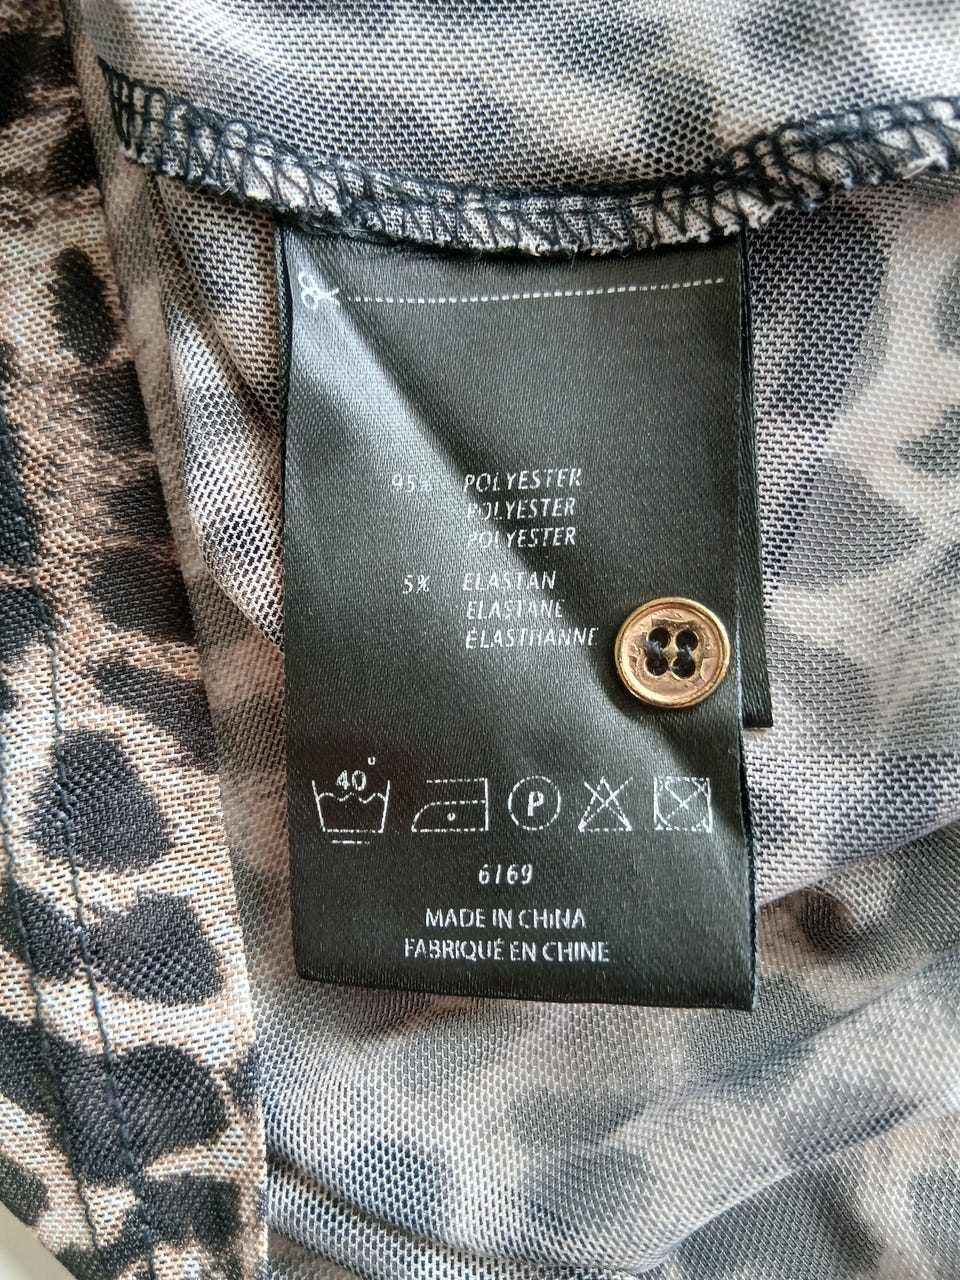 95% POLYESTER
POLYESTER
POLYESTER
5% ELASTAN
ELASTANE
ÉLASTHANNE
40°
P
6169
MADE IN CHINA
FABRIQUÉ EN CHINE